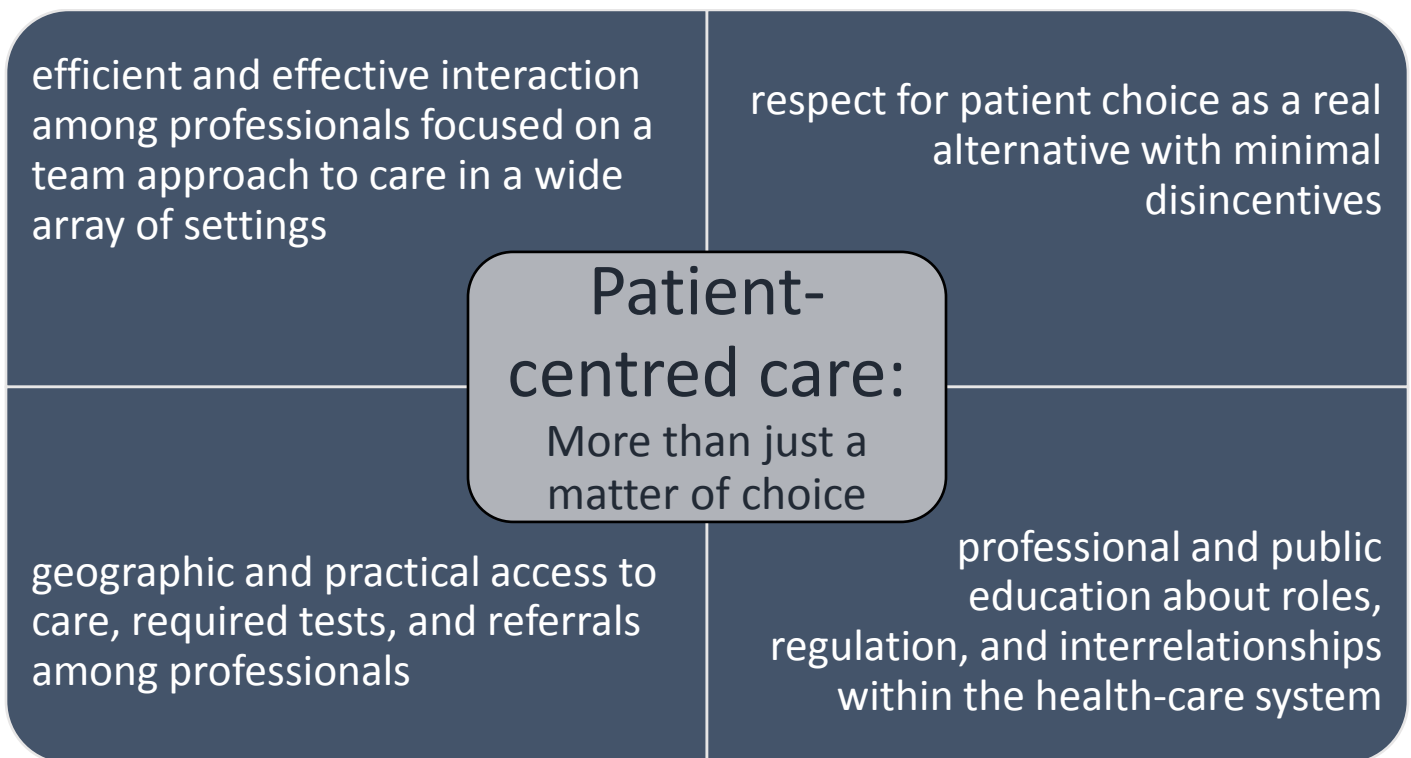 efficient and effective interaction
among professionals focused on a
team approach to care in a wide
array of settings
respect for patient choice as a real
alternative with minimal
disincentives
Patient-
centred care:
More than just a
matter of choice
geographic and practical access to
care, required tests, and referrals
among professionals
professional and public
education about roles,
regulation, and interrelationships
within the health-care system